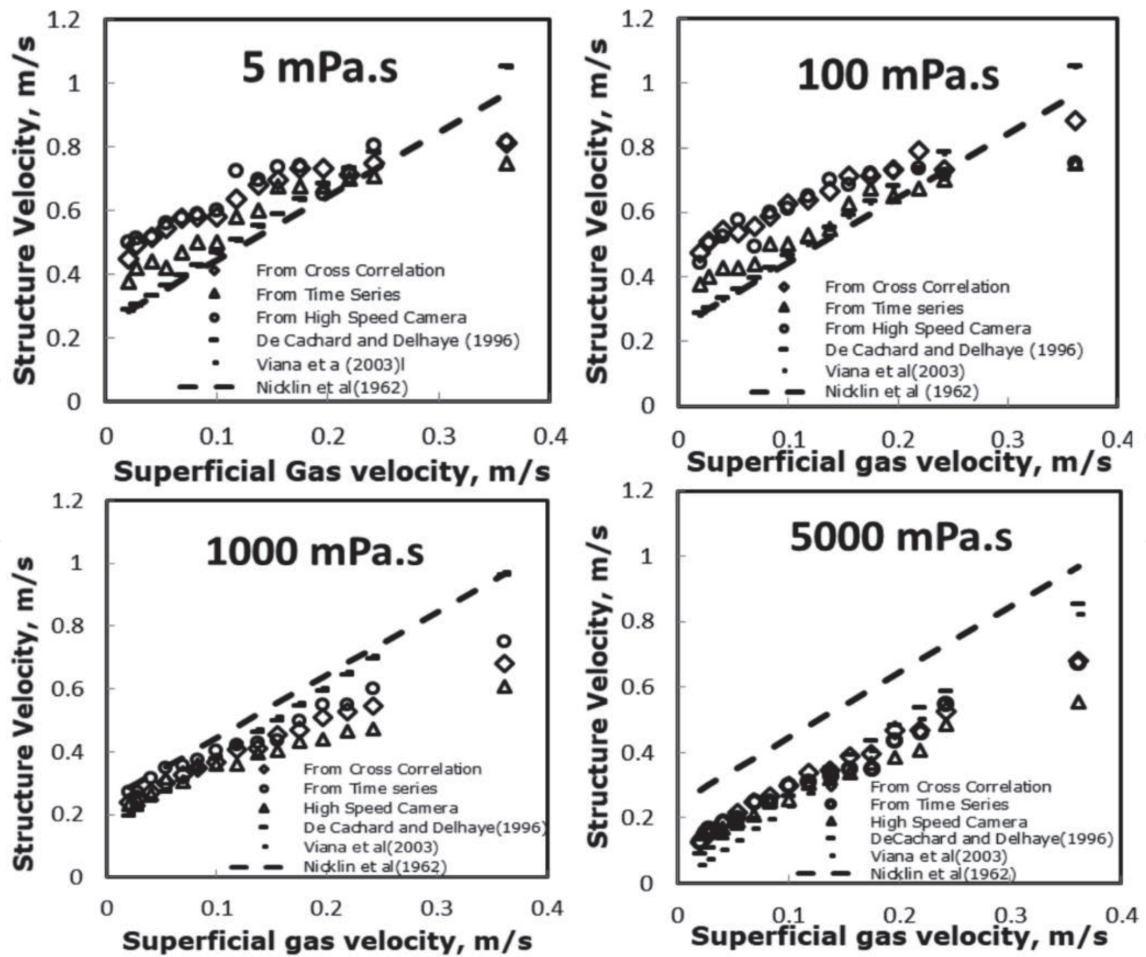 5 mPa.s
Structure Velocity, m/s
1.2
1
0.8
0.6
0.4
0.2
0
From Cross Correlation
From Time Series
From High Speed Camera
De Cachard and Delhaye (1996)
Viana et a (2003)l
Nicklin et al(1962)
0 0.1 0.2 0.3 0.4
Superficial Gas velocity, m/s
100 mPa.s
Structure Velocity, m/s
1.2
1
0.8
0.6
0.4
0.2
0
From Cross Correlation
From Time series
From High Speed Camera
De Cachard and Delhaye (1996)
Viana et al(2003)
Nicklin et al (1962)
0 0.1 0.2 0.3 0.4
Superficial gas velocity, m/s
1000 mPa.s
Structure Velocity, m/s
1.2
1
0.8
0.6
0.4
0.2
0
From Cross Correlation
From Time series
High Speed Camera
De Cachard and Delhaye(1996)
Viana et al(2003)
Nicklin et al(1962)
0 0.1 0.2 0.3 0.4
Superficial gas velocity, m/s
5000 mPa.s
Structure Velocity, m/s
1.2
1
0.8
0.6
0.4
0.2
0
From Cross Correlation
From Time Series
High Speed Camera
DeCachard and Delhaye(1996)
Viana et al(2003)
Nicklin et al(1962)
0 0.1 0.2 0.3 0.4
Superficial gas velocity, m/s